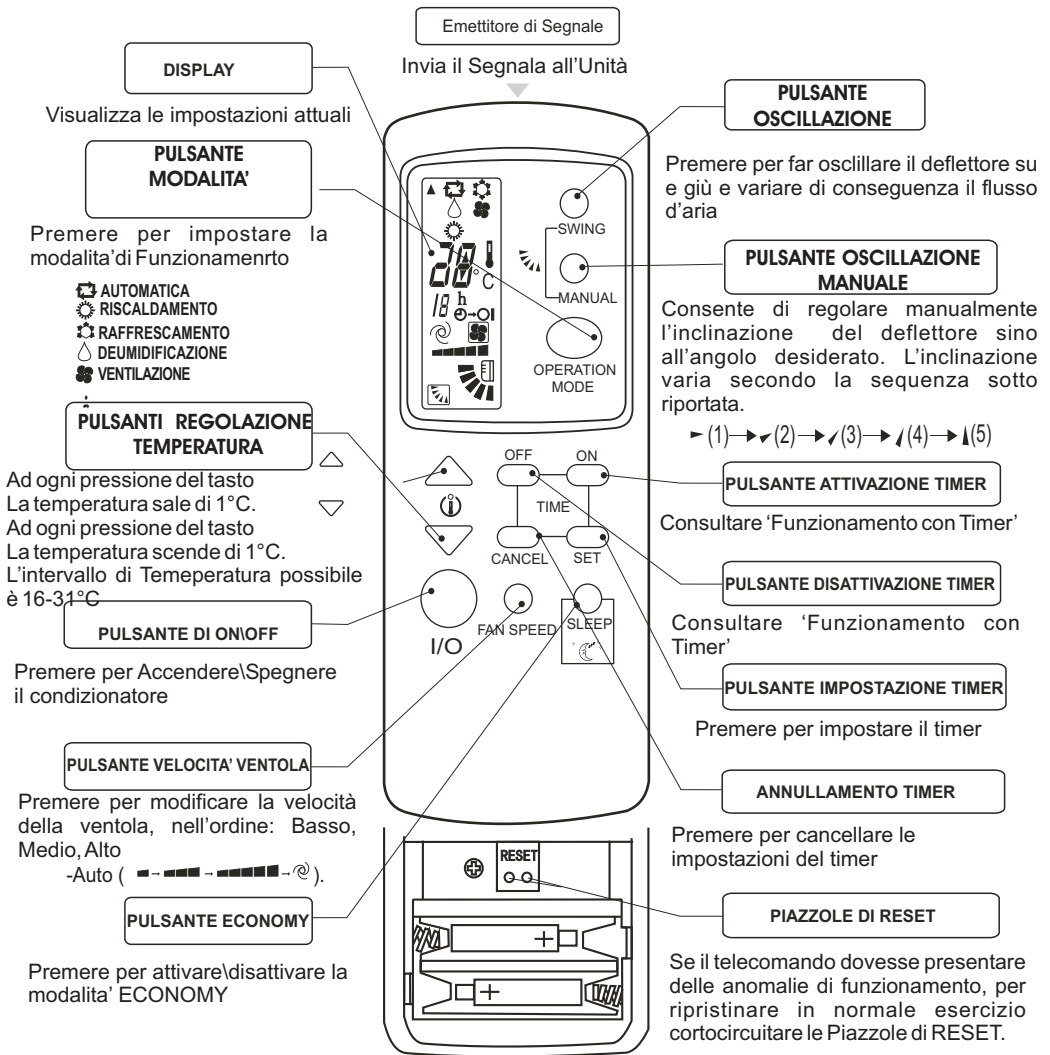 Emettitore di Segnale
Invia il Segnala all'Unità
DISPLAY
Visualizza le impostazioni attuali
PULSANTE
MODALITA'
Premere per impostare la
modalita'di Funzionamenrto
AUTOMATICA
RISCALDAMENTO
RAFFRESCAMENTO
DEUMIDIFICAZIONE
VENTILAZIONE
PULSANTI REGOLAZIONE
TEMPERATURA
Ad ogni pressione del tasto
La temperatura sale di 1°C.
Ad ogni pressione del tasto
La temperatura scende di 1°C.
L'intervallo di Temeperatura possibile
è 16-31°C
PULSANTE DI ON\OFF
Premere per Accendere\Spegnere
il condizionatore
PULSANTE VELOCITA' VENTOLA
Premere per modificare la velocità
della ventola, nell'ordine: Basso,
Medio, Alto
-Auto ( - - - ).
PULSANTE ECONOMY
Premere per attivare\disattivare la
modalita' ECONOMY
°C
18 h
SWING
MANUAL
OPERATION
MODE
OFF ON
TIME
CANCEL SET
I/O
FAN SPEED
SLEEP
RESET
+
+
PULSANTE
OSCILLAZIONE
Premere per far osclillare il deflettore su
e giù e variare di conseguenza il flusso
d'aria
PULSANTE OSCILLAZIONE
MANUALE
Consente di regolare manualmente
l'inclinazione del deflettore sino
all'angolo desiderato. L'inclinazione
varia secondo la sequenza sotto
riportata.
(1)→(2)→(3)→(4)→(5)
PULSANTE ATTIVAZIONE TIMER
Consultare 'Funzionamento con Timer'
PULSANTE DISATTIVAZIONE TIMER
Consultare 'Funzionamento con
Timer'
PULSANTE IMPOSTAZIONE TIMER
Premere per impostare il timer
ANNULLAMENTO TIMER
Premere per cancellare le
impostazioni del timer
PIAZZOLE DI RESET
Se il telecomando dovesse presentare
delle anomalie di funzionamento, per
ripristinare in normale esercizio
cortocircuitare le Piazzole di RESET.